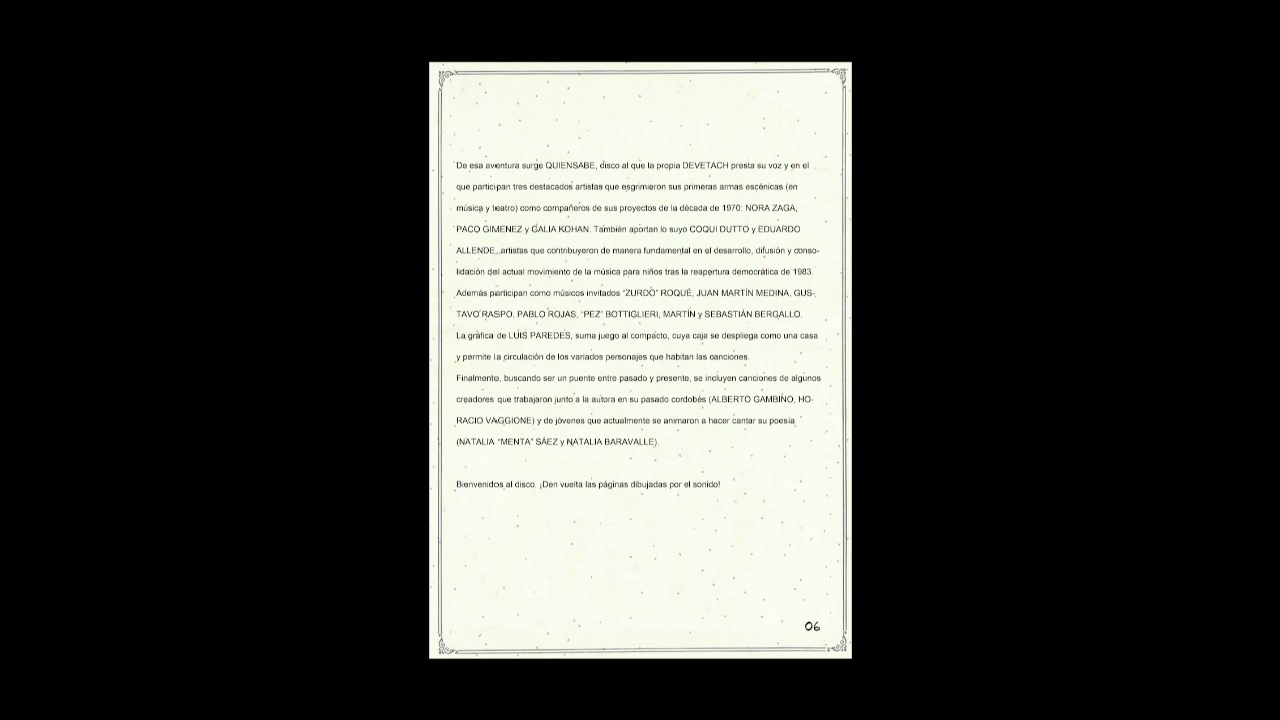 De esa aventura surge QUIENSABE, disco al que la propia DEVETACH presta su voz y en el
que participan tres destacados artistas que esgrimieron sus primeras armas escénicas (en
música y teatro) como compañeros de sus proyectos de la década de 1970: NORA ZAGA,
PACO GIMENEZ y GALIA KOHAN. También aportan lo suyo COQUI DUTTO y EDUARDO
ALLENDE, artistas que contribuyeron de manera fundamental en el desarrollo, difusión y conso-
lidación del actual movimiento de la música para niños tras la reapertura democrática de 1983.
Además participan como músicos invitados "ZURDO" ROQUÉ, JUAN MARTÍN MEDINA, GUS-
TAVO RASPO, PABLO ROJAS, "PEZ" BOTTIGLIERI, MARTÍN y SEBASTIÁN BERGALLO.
La gráfica de LUIS PAREDES, suma juego al compacto, cuya caja se despliega como una casa
y permite la circulación de los variados personajes que habitan las canciones.
Finalmente, buscando ser un puente entre pasado y presente, se incluyen canciones de algunos
creadores que trabajaron junto a la autora en su pasado cordobés (ALBERTO GAMBINO, HO-
RACIO VAGGIONE) y de jóvenes que actualmente se animaron a hacer cantar su poesía
(NATALIA "MENTA" SÁEZ y NATALIA BARAVALLE).
Bienvenidos al disco. ¡Den vuelta las páginas dibujadas por el sonido!
06